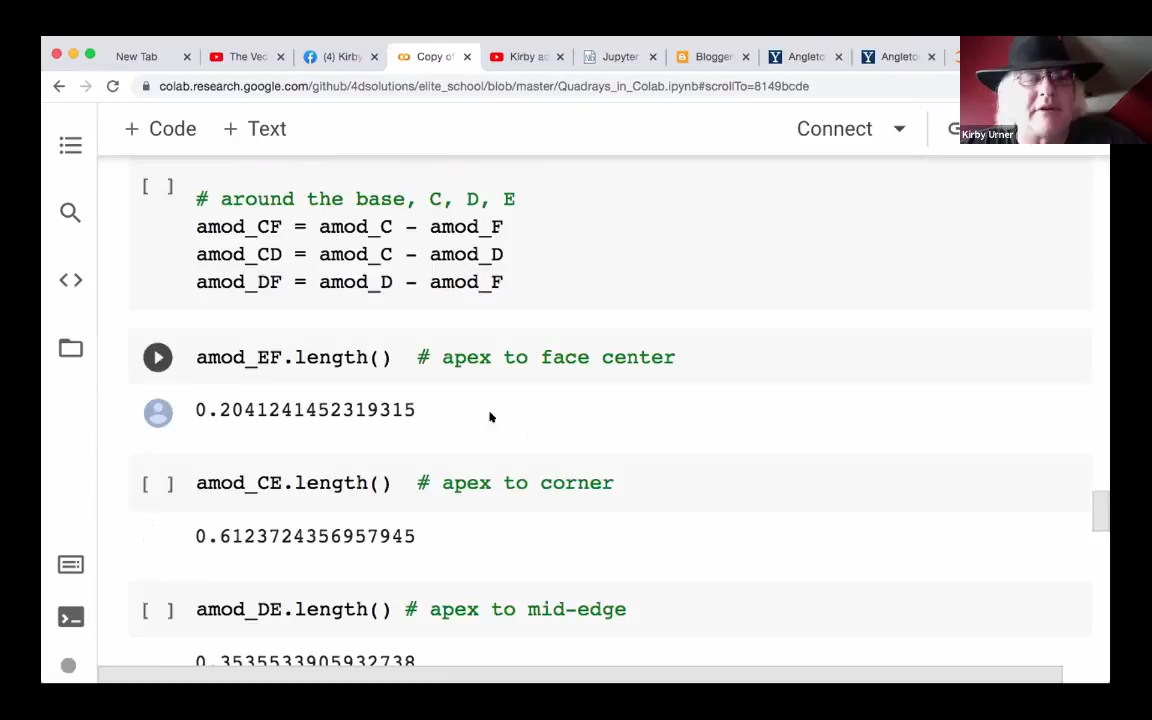 New Tab
The Vec
(4) Kirby
Copy of
Kirby ad
Jupyter
Blogger
Angleto
Angleto
colab.research.google.com/github/4dsolutions/elite_school/blob/master/Quadrays_in_Colab.ipynb#scrollTo=8149bcde
Kirby Urner
+ Code + Text
Connect
[ ]
# around the base, C, D, E
amod_CF = amod_C - amod_F
amod_CD = amod_C - amod_D
amod_DF = amod_D - amod_F
amod_EF.length() # apex to face center
0.2041241452319315
[ ] amod_CE.length() # apex to corner
0.6123724356957945
[ ] amod_DE.length() # apex to mid-edge
0.3535533905932738